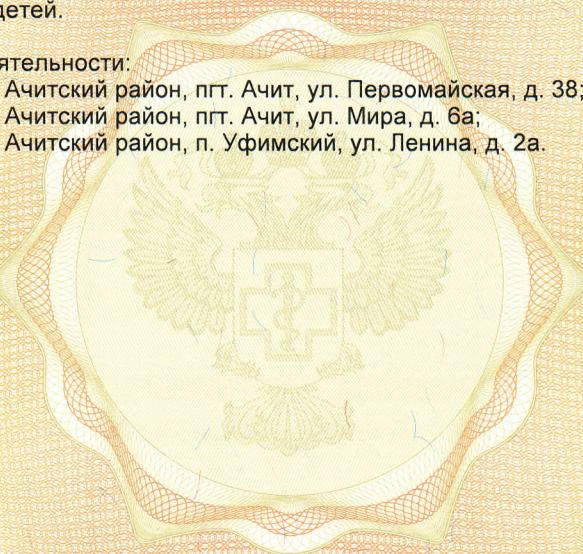 детей.
ятельности:
Ачитский район, пгт. Ачит, ул. Первомайская, д. 38;
Ачитский район, пгт. Ачит, ул. Мира, д. 6а;
Ачитский район, п. Уфимский, ул. Ленина, д. 2а.